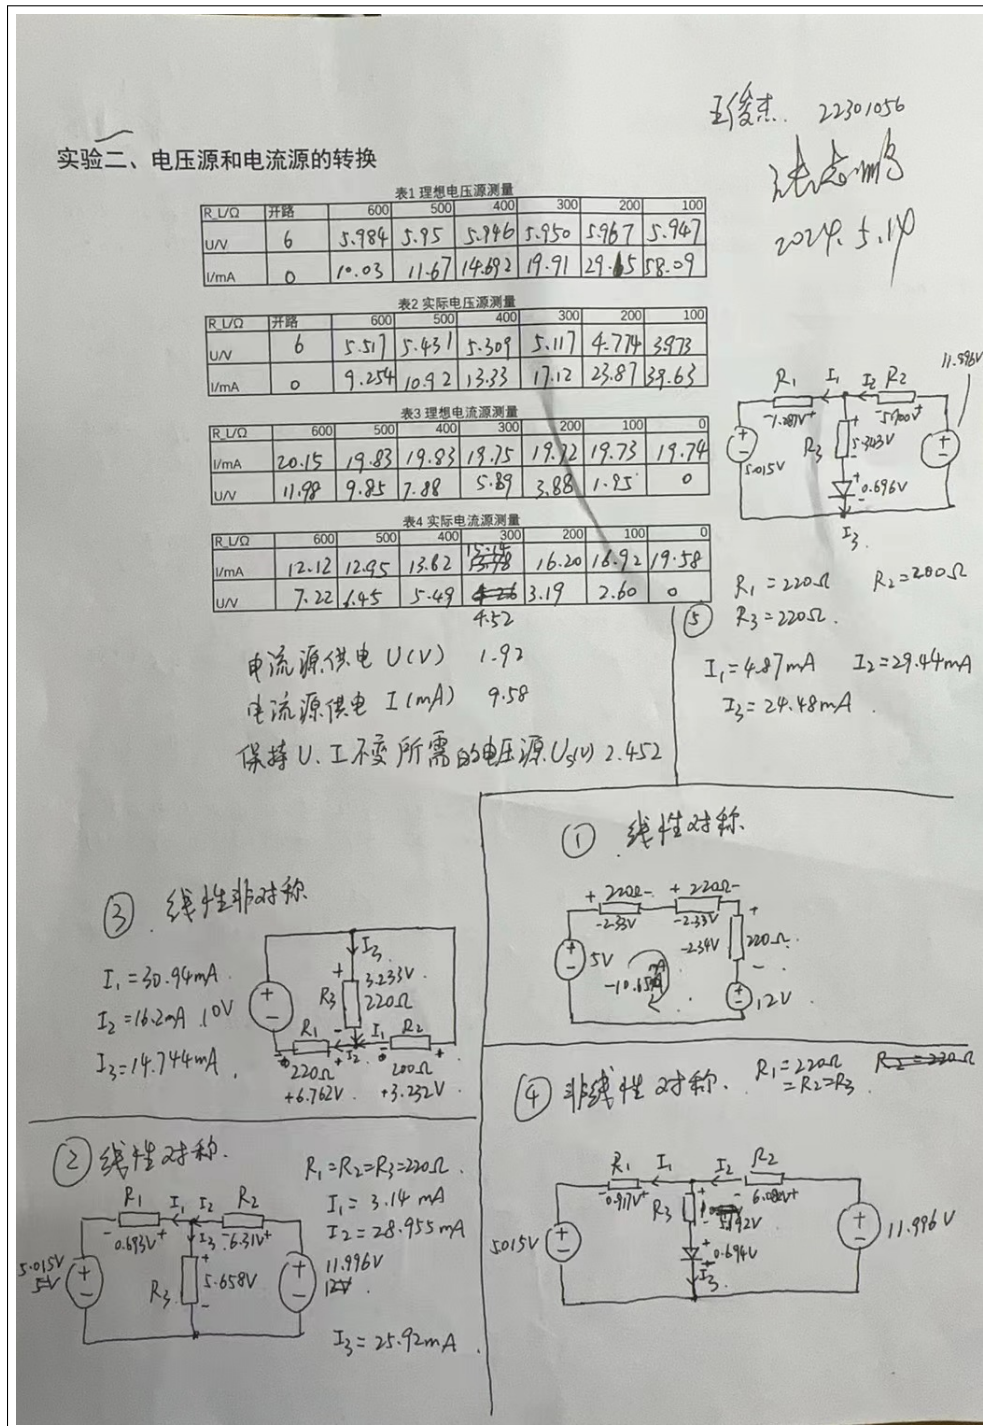 王俊杰. 22301056
2024.5.14
实验二、电压源和电流源的转换
表1 理想电压源测量
R_L/Ω 开路 600 500 400 300 200 100
U/V 6 5.984 5.95 5.946 5.950 5.967 5.947
I/mA 0 10.03 11.67 14.692 19.91 29.65 58.09
表2 实际电压源测量
R_L/Ω 开路 600 500 400 300 200 100
U/V 6 5.517 5.431 5.309 5.117 4.774 3.973
I/mA 0 9.254 10.92 13.33 17.12 23.87 39.63
表3 理想电流源测量
R_L/Ω 600 500 400 300 200 100 0
I/mA 20.15 19.83 19.83 19.75 19.72 19.73 19.74
U/V 11.98 9.85 7.88 5.89 3.88 1.95 0
表4 实际电流源测量
R_L/Ω 600 500 400 300 200 100 0
I/mA 12.12 12.95 13.82 15.14 16.20 16.92 19.58
U/V 7.22 6.45 5.49 3.19 2.60 0
4.52
电流源供电 U(V) 1.92
电流源供电 I(mA) 9.58
保持U、I不变所需的电压源Us(V) 2.452
11.996V
R₁ I₁ I₂ R₂
-1.287V+ -5.900V+
5.015V R₃ + 5.343V -
+ 0.696V
I₃
R₁=220Ω R₂=200Ω
⑤ R₃=220Ω.
I₁=4.87mA I₂=29.44mA
I₃=24.48mA.
① 线性对称
+ 220Ω - + 220Ω -
-2.33V -2.33V
-2.34V 220Ω
5V
12V
③ 线性非对称
I₁=30.94mA.
I₂=16.2mA 10V
I₃=14.744mA.
I₃
3.233V.
R₃ 220Ω
R₁ I₂ I₁ R₂
220Ω 200Ω
+6.762V +3.232V
④ 非线性对称. R₁=220Ω
=R₂=R₃
R₁ I₁ I₂ R₂
-0.917V+ 6.082V+
R₃
5.015V 0.694V 11.996V
I₃
② 线性对称. R₁=R₂=R₃=220Ω.
I₁=3.14mA
I₂=28.955mA
R₁ I₁ I₂ R₂
- 0.693V+ -6.31V+
I₃
5.015V R₃ 5.658V 11.996V
I₃=25.92mA.